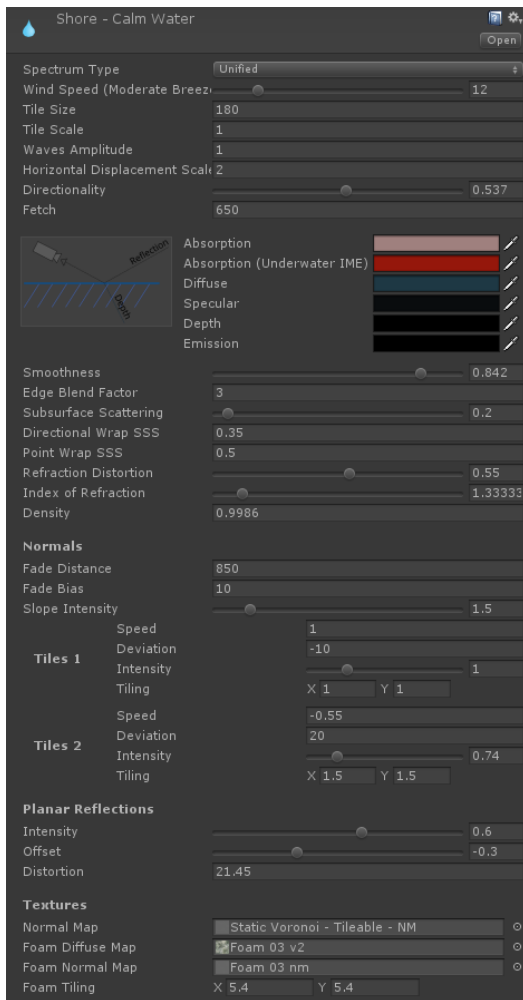 Shore - Calm Water
Open
Spectrum Type Unified
Wind Speed (Moderate Breez 12
Tile Size 180
Tile Scale 1
Waves Amplitude 1
Horizontal Displacement Scale 2
Directionality 0.537
Fetch 650
Reflection
Depth
Absorption
Absorption (Underwater IME)
Diffuse
Specular
Depth
Emission
Smoothness 0.842
Edge Blend Factor 3
Subsurface Scattering 0.2
Directional Wrap SSS 0.35
Point Wrap SSS 0.5
Refraction Distortion 0.55
Index of Refraction 1.33333
Density 0.9986
Normals
Fade Distance 850
Fade Bias 10
Slope Intensity 1.5
Tiles 1
Speed 1
Deviation -10
Intensity 1
Tiling X 1 Y 1
Tiles 2
Speed -0.55
Deviation 20
Intensity 0.74
Tiling X 1.5 Y 1.5
Planar Reflections
Intensity 0.6
Offset -0.3
Distortion 21.45
Textures
Normal Map Static Voronoi - Tileable - NM
Foam Diffuse Map Foam 03 v2
Foam Normal Map Foam 03 nm
Foam Tiling X 5.4 Y 5.4